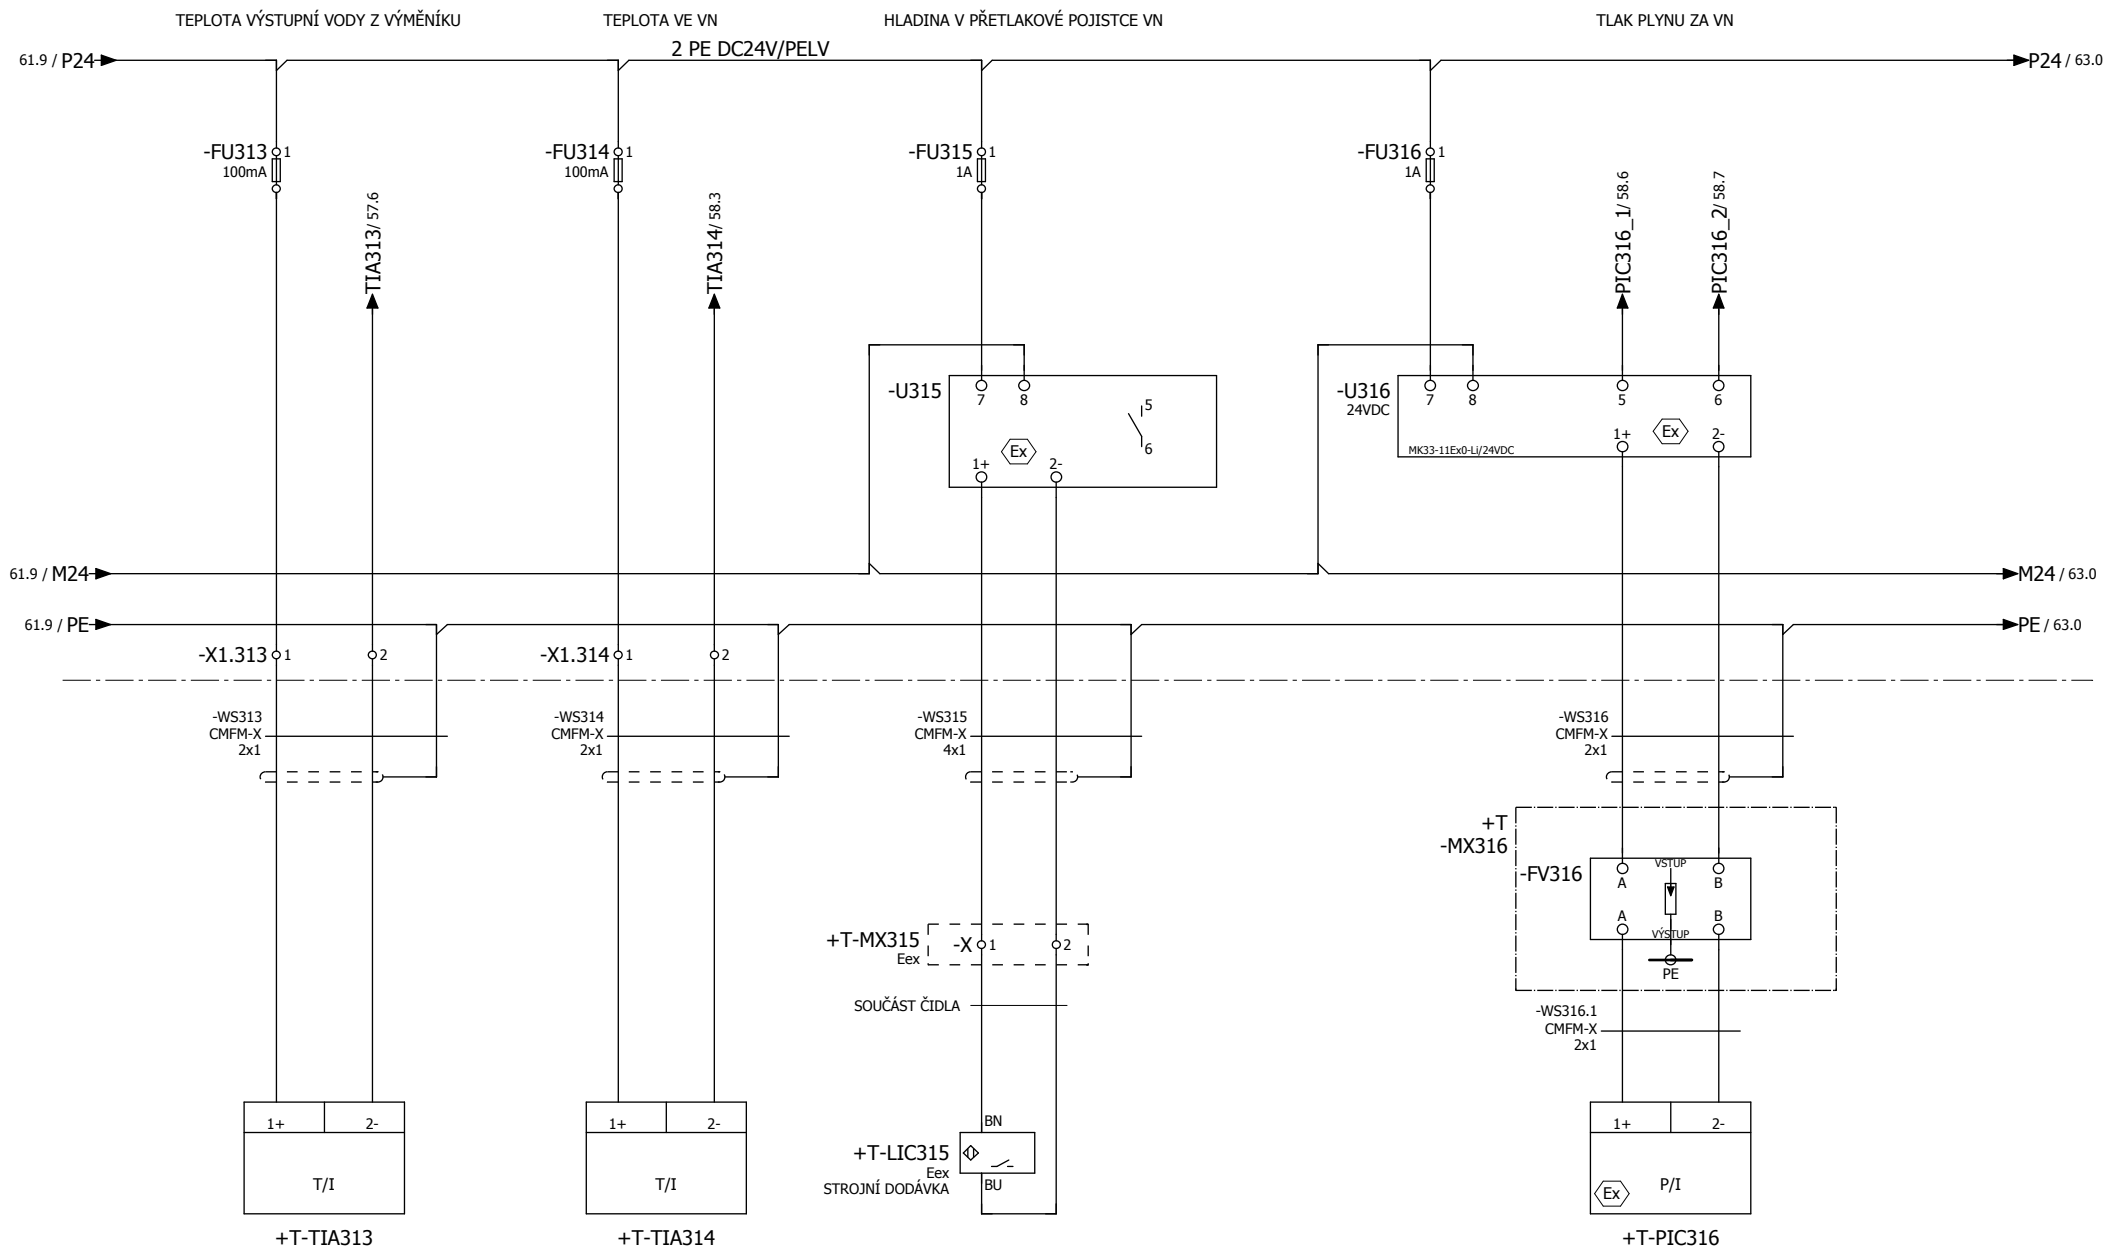 TEPLOTA VÝSTUPNÍ VODY Z VÝMĚNÍKU
TEPLOTA VE VN
HLADINA V PŘETLAKOVÉ POJISTCE VN
TLAK PLYNU ZA VN
2 PE DC24V/PELV
61.9 / P24
P24 / 63.0
-FU313 1
100mA
-FU314 1
100mA
-FU315 1
1A
-FU316 1
1A
TIA313/ 57.6
TIA314/ 58.3
PIC316_1/ 58.6
PIC316_2/ 58.7
-U315
7
8
5
6
Ex
1+
2-
-U316
24VDC
7
8
5
6
1+
Ex
2-
MK33-11Ex0-Li/24VDC
61.9 / M24
M24 / 63.0
61.9 / PE
PE / 63.0
-X1.313 1
2
-X1.314 1
2
-WS313
CMFM-X
2x1
-WS314
CMFM-X
2x1
-WS315
CMFM-X
4x1
-WS316
CMFM-X
2x1
+T
-MX316
-FV316
VSTUP
A
B
A
B
VÝSTUP
PE
+T-MX315
Eex
-X 1
2
SOUČÁST ČIDLA
-WS316.1
CMFM-X
2x1
1+
2-
T/I
+T-TIA313
1+
2-
T/I
+T-TIA314
BN
+T-LIC315
Eex
STROJNÍ DODÁVKA
BU
1+
2-
Ex
P/I
+T-PIC316